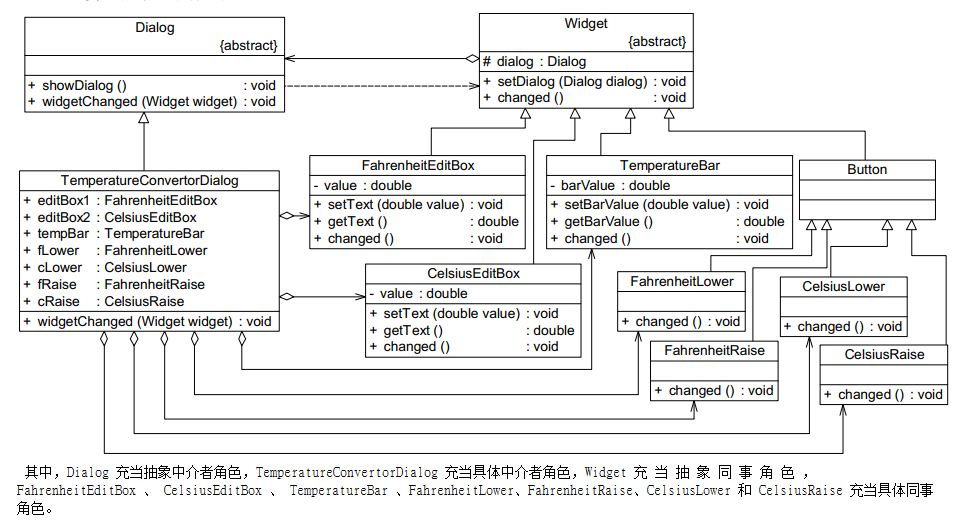 Dialog
{abstract}
+ showDialog () : void
+ widgetChanged (Widget widget) : void
Widget
{abstract}
# dialog : Dialog
+ setDialog (Dialog dialog) : void
+ changed () : void
TemperatureConvertorDialog
+ editBox1 : FahrenheitEditBox
+ editBox2 : CelsiusEditBox
+ tempBar : TemperatureBar
+ fLower : FahrenheitLower
+ cLower : CelsiusLower
+ fRaise : FahrenheitRaise
+ cRaise : CelsiusRaise
+ widgetChanged (Widget widget) : void
FahrenheitEditBox
- value : double
+ setText (double value) : void
+ getText () : double
+ changed () : void
TemperatureBar
- barValue : double
+ setBarValue (double value) : void
+ getBarValue () : double
+ changed () : void
Button
CelsiusEditBox
- value : double
+ setText (double value) : void
+ getText () : double
+ changed () : void
FahrenheitLower
+ changed () : void
CelsiusLower
+ changed () : void
FahrenheitRaise
+ changed () : void
CelsiusRaise
+ changed () : void
其中，Dialog 充当抽象中介者角色，TemperatureConvertorDialog 充当具体中介者角色，Widget 充 当 抽 象 同 事 角 色 ，
FahrenheitEditBox 、 CelsiusEditBox 、 TemperatureBar 、FahrenheitLower、FahrenheitRaise、CelsiusLower 和 CelsiusRaise 充当具体同事
角色。